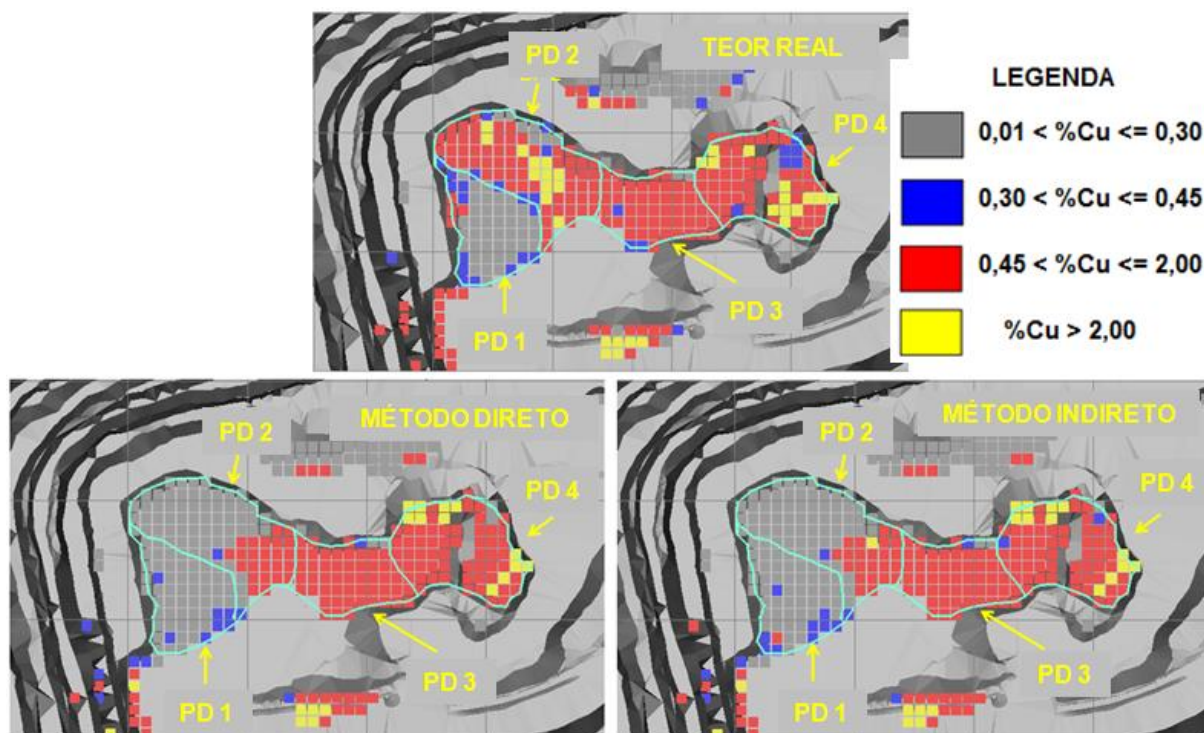 TEOR REAL
PD 2
PD 4
PD 3
PD 1
LEGENDA
0,01 < %Cu <= 0,30
0,30 < %Cu <= 0,45
0,45 < %Cu <= 2,00
%Cu > 2,00
MÉTODO DIRETO
PD 2
PD 4
PD 3
PD 1
MÉTODO INDIRETO
PD 2
PD 4
PD 3
PD 1